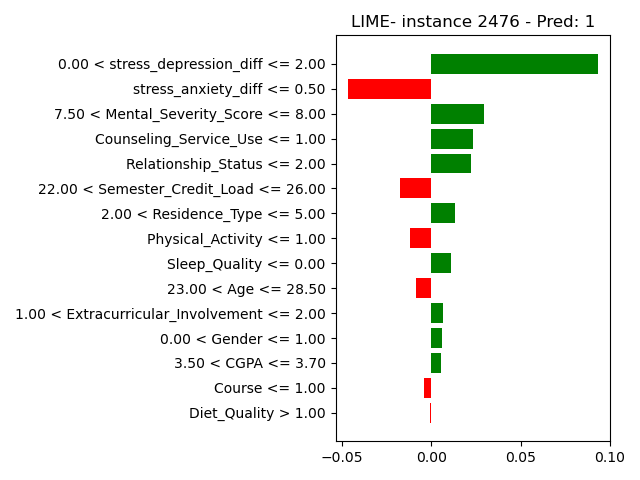 LIME- instance 2476 - Pred: 1
0.00 < stress_depression_diff <= 2.00
stress_anxiety_diff <= 0.50
7.50 < Mental_Severity_Score <= 8.00
Counseling_Service_Use <= 1.00
Relationship_Status <= 2.00
22.00 < Semester_Credit_Load <= 26.00
2.00 < Residence_Type <= 5.00
Physical_Activity <= 1.00
Sleep_Quality <= 0.00
23.00 < Age <= 28.50
1.00 < Extracurricular_Involvement <= 2.00
0.00 < Gender <= 1.00
3.50 < CGPA <= 3.70
Course <= 1.00
Diet_Quality > 1.00
−0.05 0.00 0.05 0.10